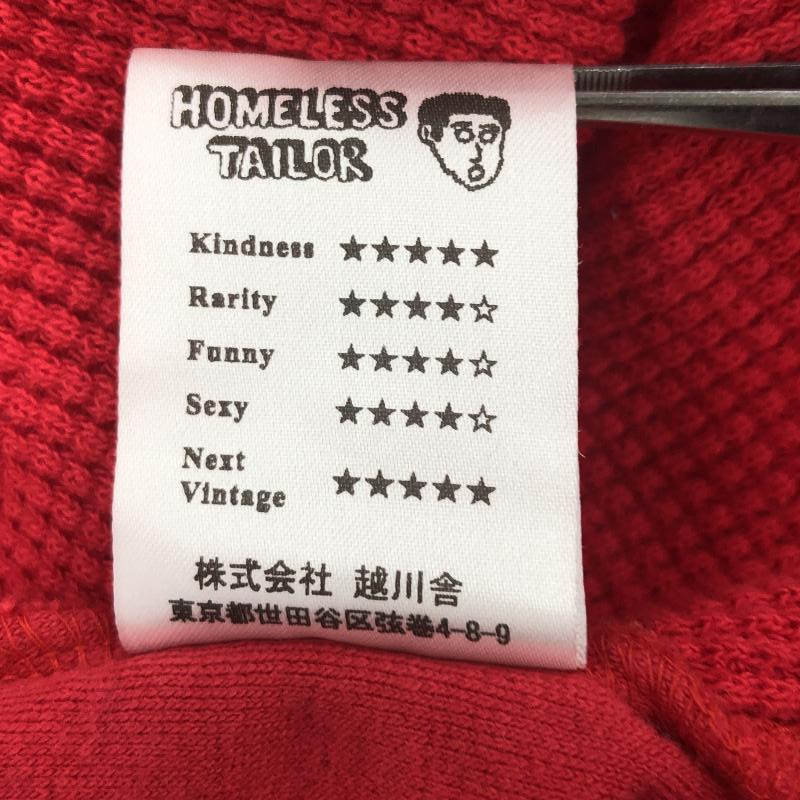 HOMELESS
TAILOR
Kindness ★★★★★
Rarity ★★★★☆
Funny ★★★★☆
Sexy ★★★★☆
Next
Vintage ★★★★★
株式会社 越川舎
東京都世田谷区弦巻4-8-9